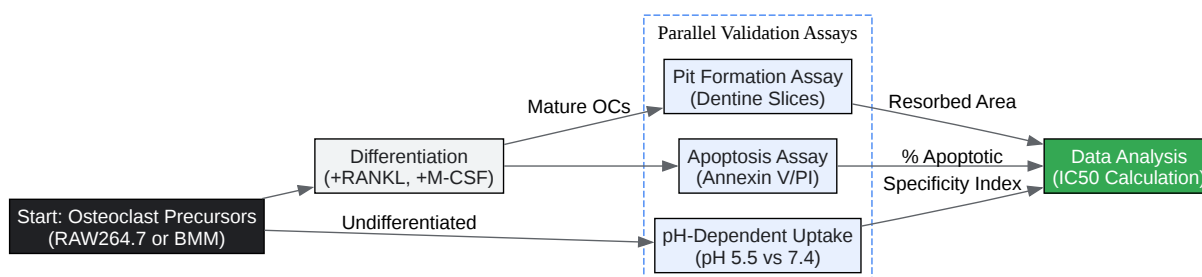 Parallel Validation Assays
Pit Formation Assay
(Dentine Slices)
Mature OCs
Resorbed Area
Differentiation
(+RANKL, +M-CSF)
Apoptosis Assay
(Annexin V/PI)
% Apoptotic
Data Analysis
(IC50 Calculation)
Specificity Index
Start: Osteoclast Precursors
(RAW264.7 or BMM)
Undifferentiated
pH-Dependent Uptake
(pH 5.5 vs 7.4)